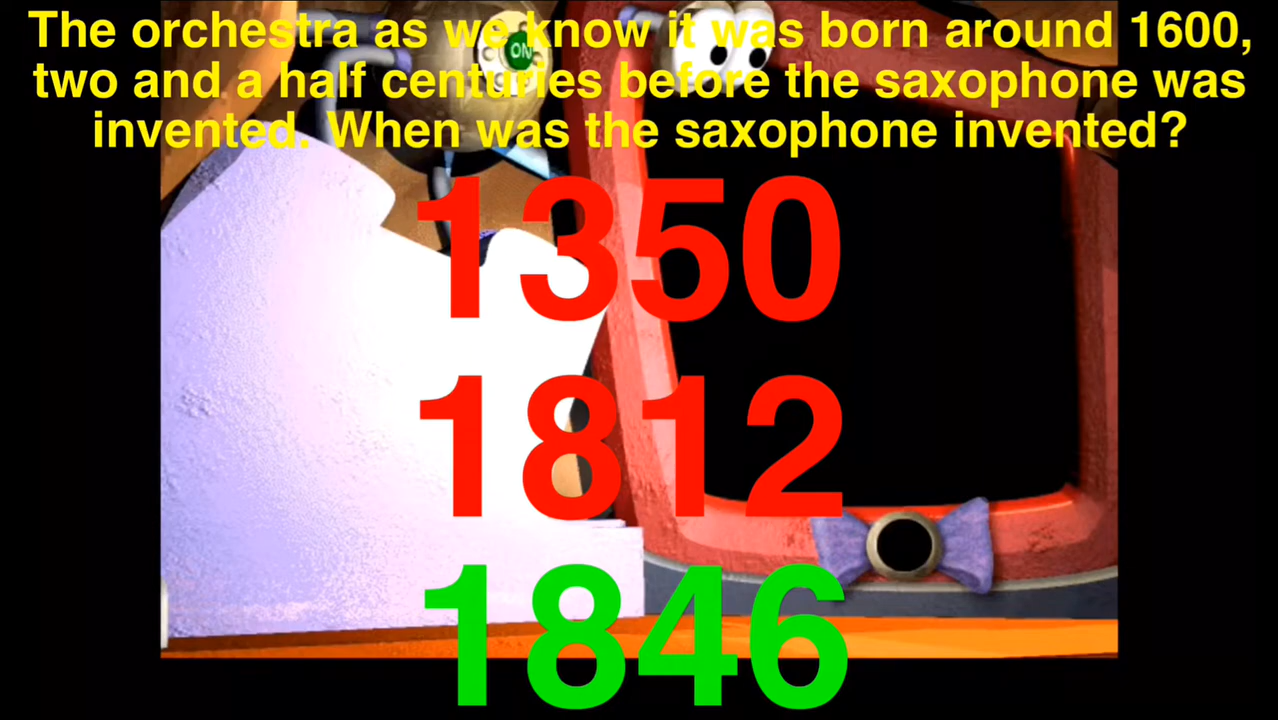 The orchestra as we know it was born around 1600,
two and a half centuries before the saxophone was
invented. When was the saxophone invented?
ON
1350
1812
1846